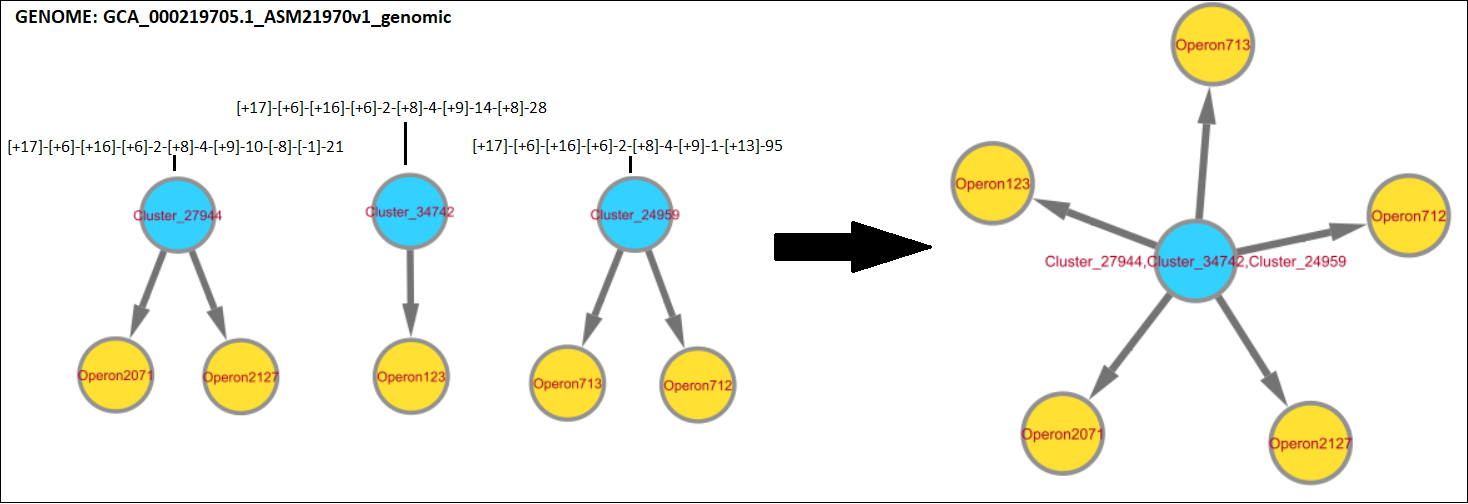 GENOME: GCA_000219705.1_ASM21970v1_genomic
[+17]-[+6]-[+16]-[+6]-2-[+8]-4-[+9]-14-[+8]-28
[+17]-[+6]-[+16]-[+6]-2-[+8]-4-[+9]-10-[-8]-[-1]-21
[+17]-[+6]-[+16]-[+6]-2-[+8]-4-[+9]-1-[+13]-95
Cluster_27944
Cluster_34742
Cluster_24959
Operon2071
Operon2127
Operon123
Operon713
Operon712
Operon713
Operon123
Operon712
Cluster_27944,Cluster_34742,Cluster_24959
Operon2071
Operon2127